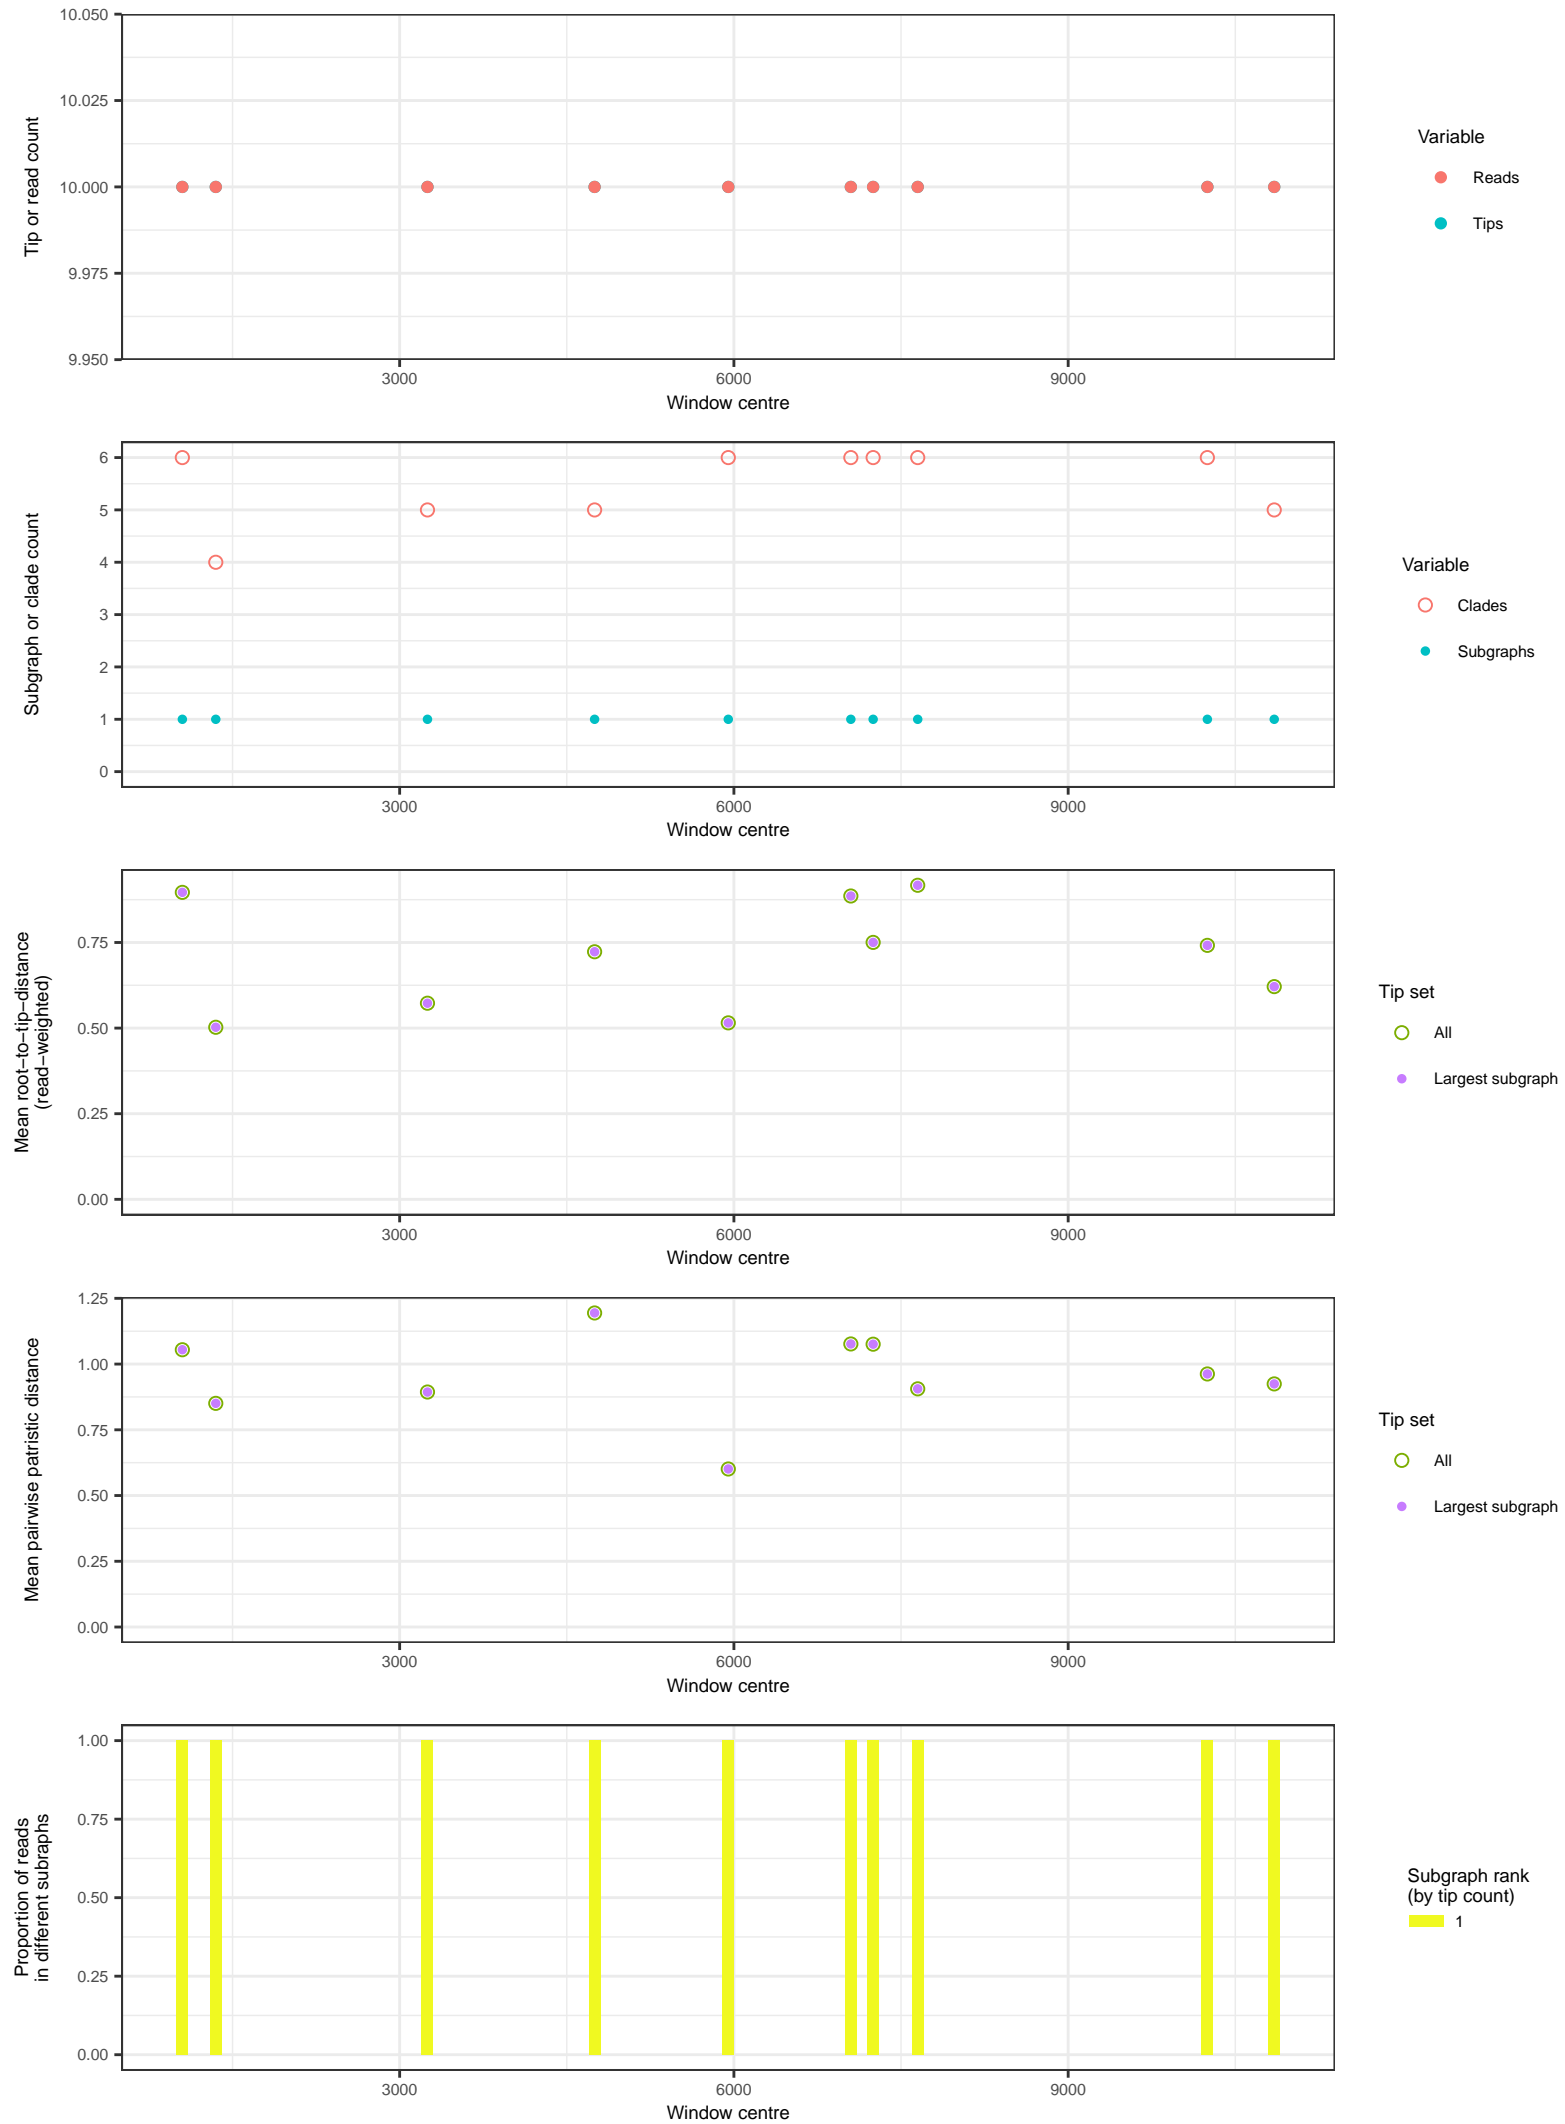 10.050
10.025
10.000
9.975
9.950
Tip or read count
3000
6000
9000
Window centre
Variable
Reads
Tips
6
5
4
3
2
1
0
Subgraph or clade count
3000
6000
9000
Window centre
Variable
Clades
Subgraphs
0.75
0.50
0.25
0.00
Mean root−to−tip−distance
(read−weighted)
3000
6000
9000
Window centre
Tip set
All
Largest subgraph
1.25
1.00
0.75
0.50
0.25
0.00
Mean pairwise patristic distance
3000
6000
9000
Window centre
Tip set
All
Largest subgraph
1.00
0.75
0.50
0.25
0.00
Proportion of reads
in different subraphs
3000
6000
9000
Window centre
Subgraph rank
(by tip count)
1